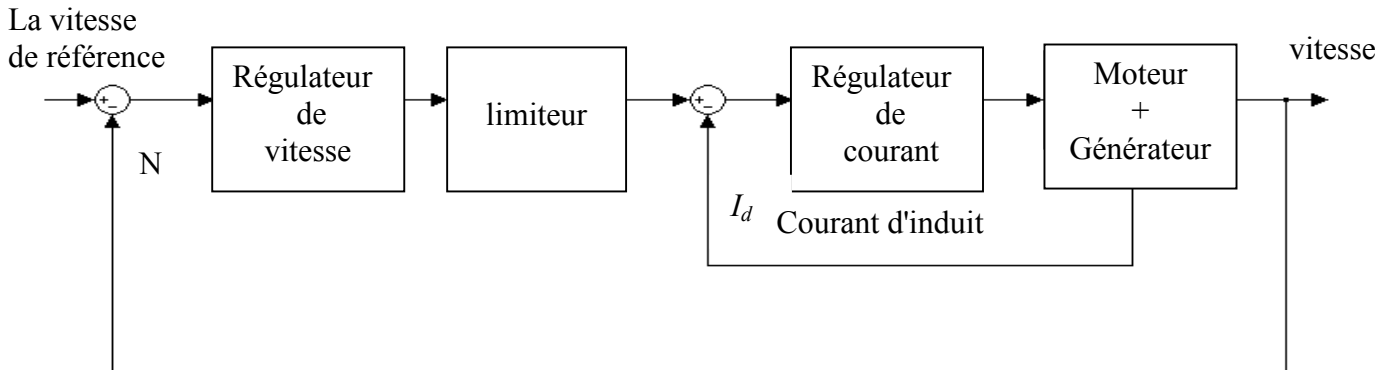 La vitesse
de référence
Régulateur
de
vitesse
limiteur
Régulateur
de
courant
Moteur
+
Générateur
vitesse
N
I_d
Courant d'induit